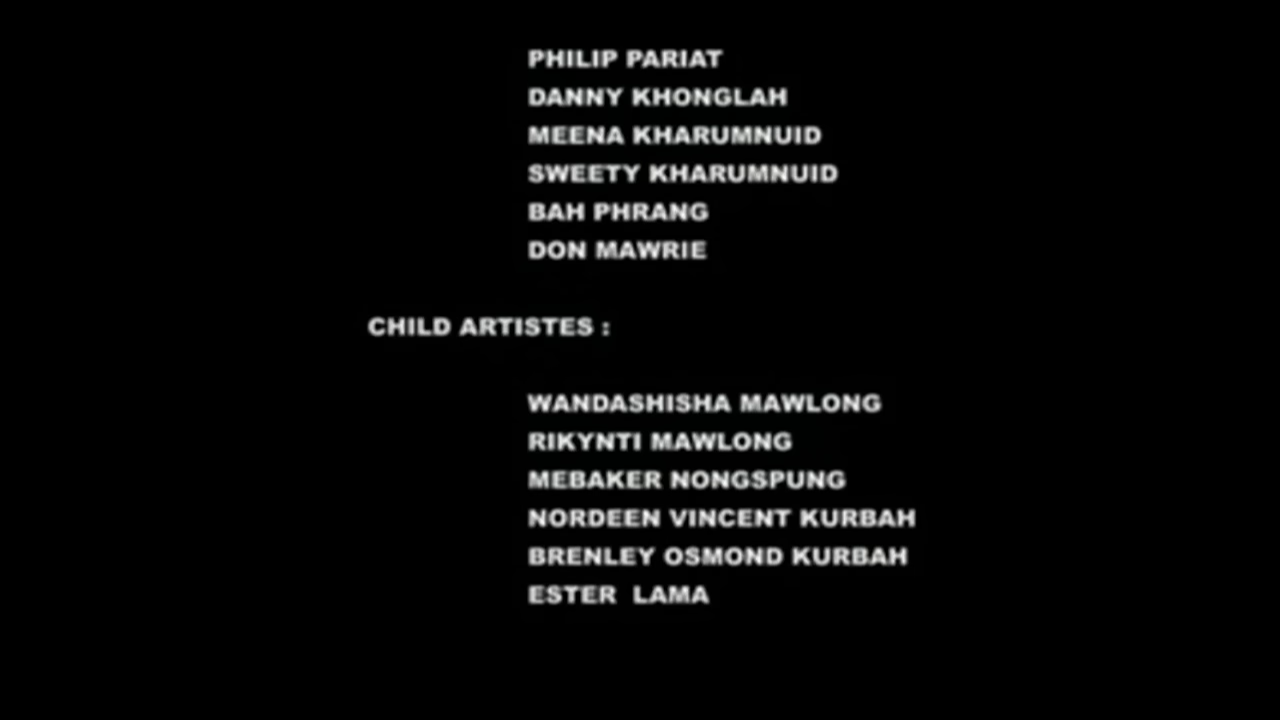 PHILIP PARIAT
DANNY KHONGLAH
MEENA KHARUMNUID
SWEETY KHARUMNUID
BAH PHRANG
DON MAWRIE
CHILD ARTISTES :
WANDASHISHA MAWLONG
RIKYNTI MAWLONG
MEBAKER NONGSPUNG
NORDEEN VINCENT KURBAH
BRENLEY OSMOND KURBAH
ESTER LAMA